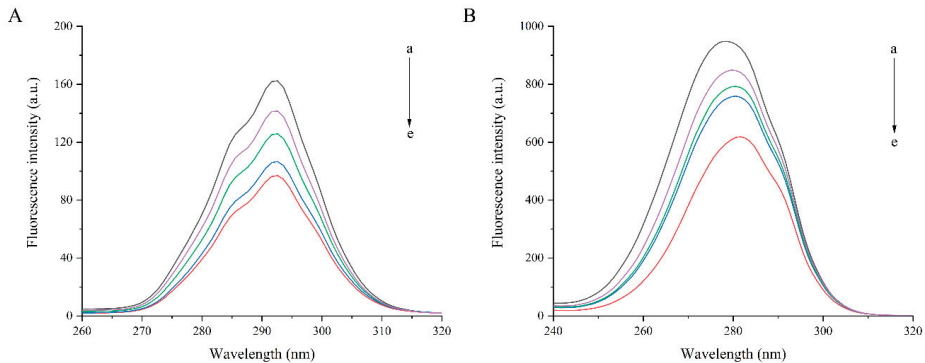 A
Fluorescence intensity (a.u.)
200
160
120
80
40
0
a
e
260 270 280 290 300 310 320
Wavelength (nm)
B
Fluorescence intensity (a.u.)
1000
800
600
400
200
0
a
e
240 260 280 300 320
Wavelength (nm)